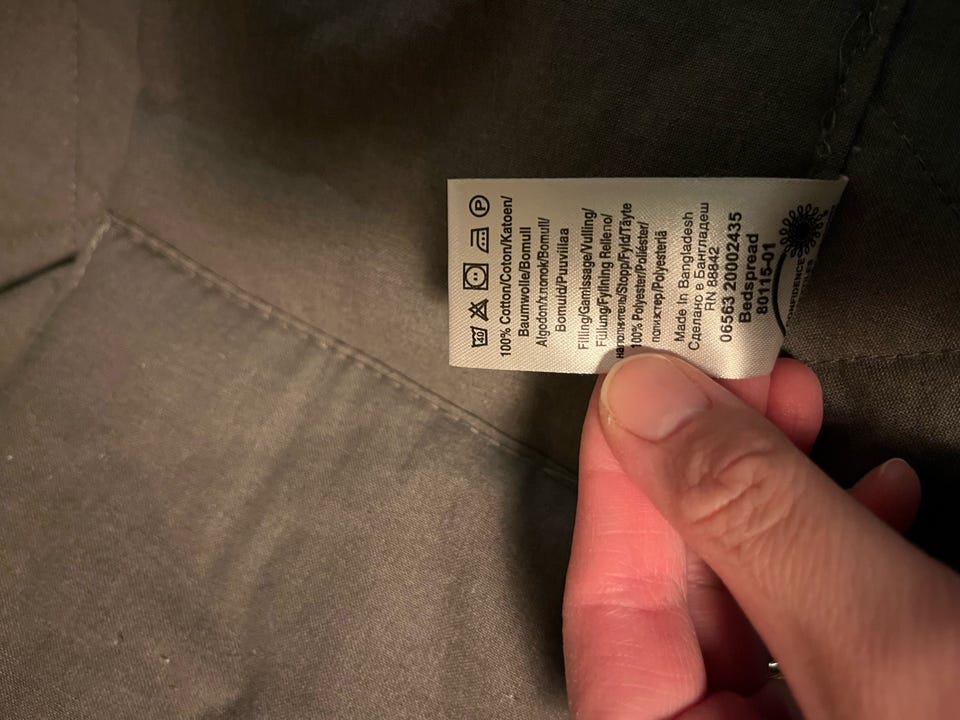 40
P
100% Cotton/Coton/Katoen/
Baumwolle/Bomull
Algodon/хлопок/Bomull/
Bomuld/Puuvillaa
Filling/Garnissage/Vulling/
Füllung/Fyllning Relleno/
наполнитель/Stopp/Fyld/Täyte
100% Polyester/Poliéster/
полиэстер/Polyesteriä
Made In Bangladesh
Сделано в Бангладеш
RN 88842
06563 20002435
Bedspread
80115-01
CONFIDENCE